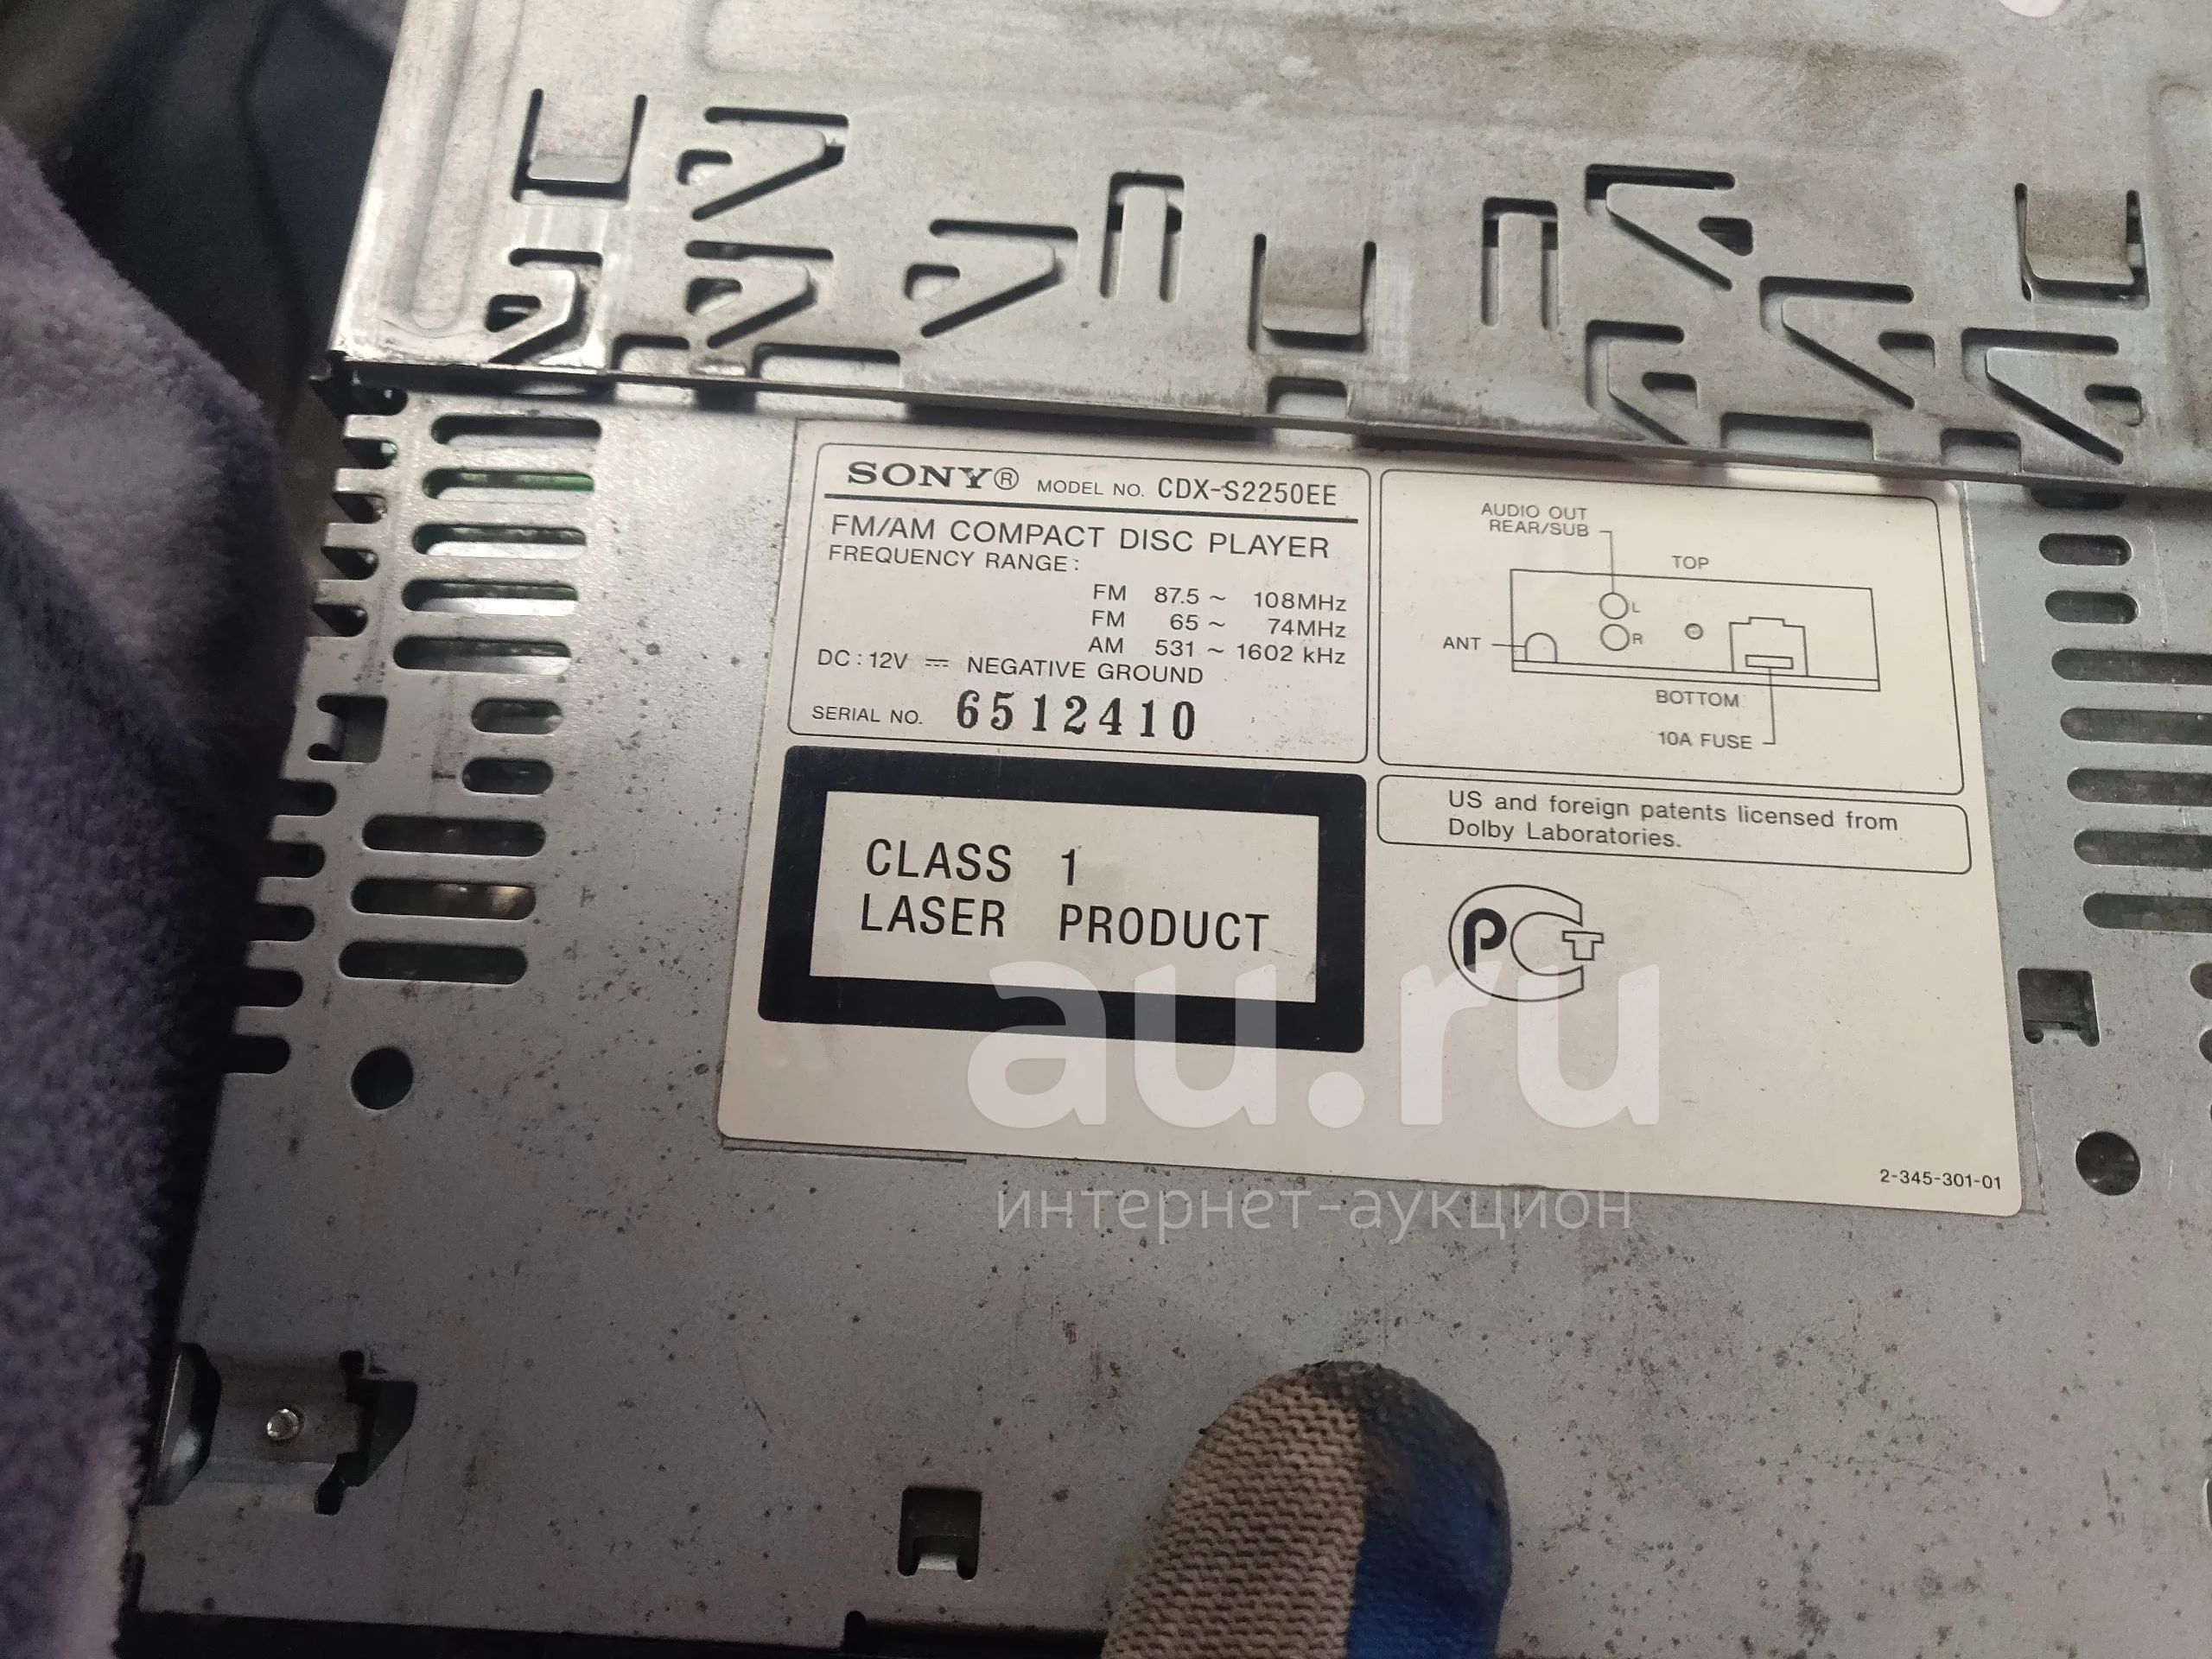 SONY® MODEL NO. CDX-S2250EE
FM/AM COMPACT DISC PLAYER
FREQUENCY RANGE:
FM 87.5 ~ 108MHz
FM 65 ~ 74MHz
AM 531 ~ 1602 kHz
DC : 12V ⎓ NEGATIVE GROUND
SERIAL NO. 6512410
AUDIO OUT
REAR/SUB
TOP
L
R
ANT
BOTTOM
10A FUSE
CLASS 1
LASER PRODUCT
US and foreign patents licensed from
Dolby Laboratories.
РСТ
2-345-301-01
au.ru
интернет-аукцион